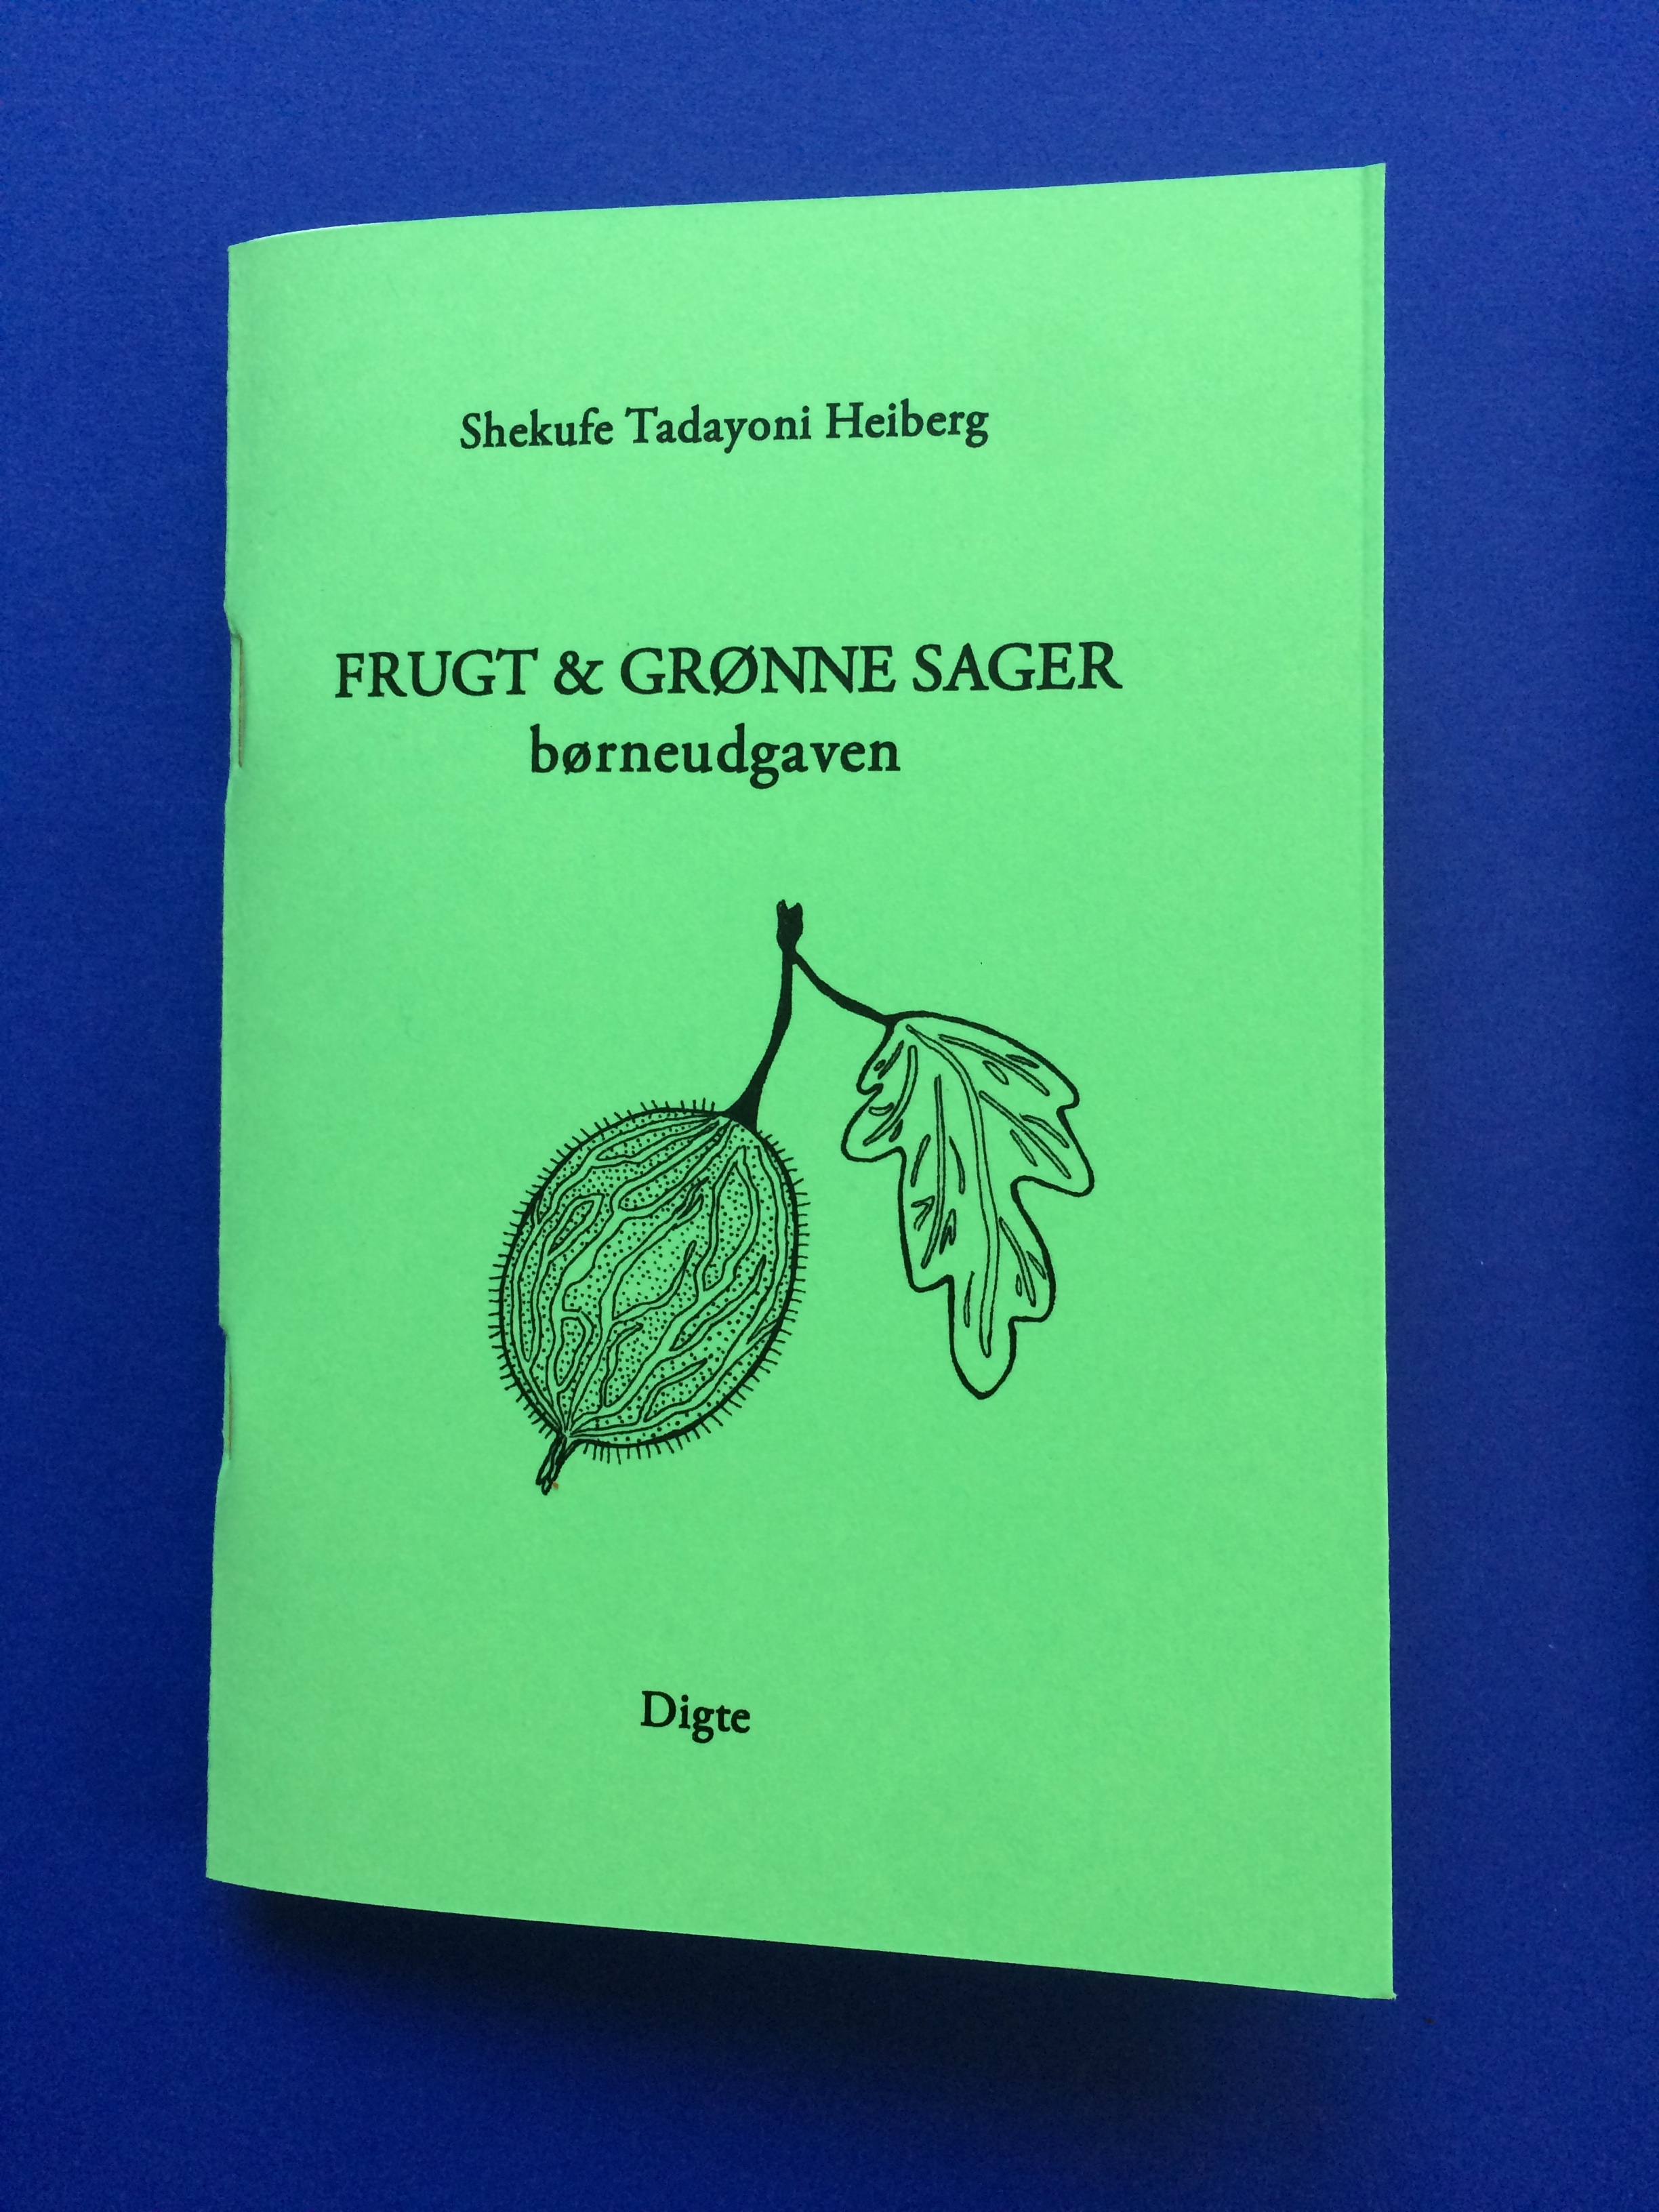 Shekufe Tadayoni Heiberg
FRUGT & GRØNNE SAGER
børneudgaven
Digte